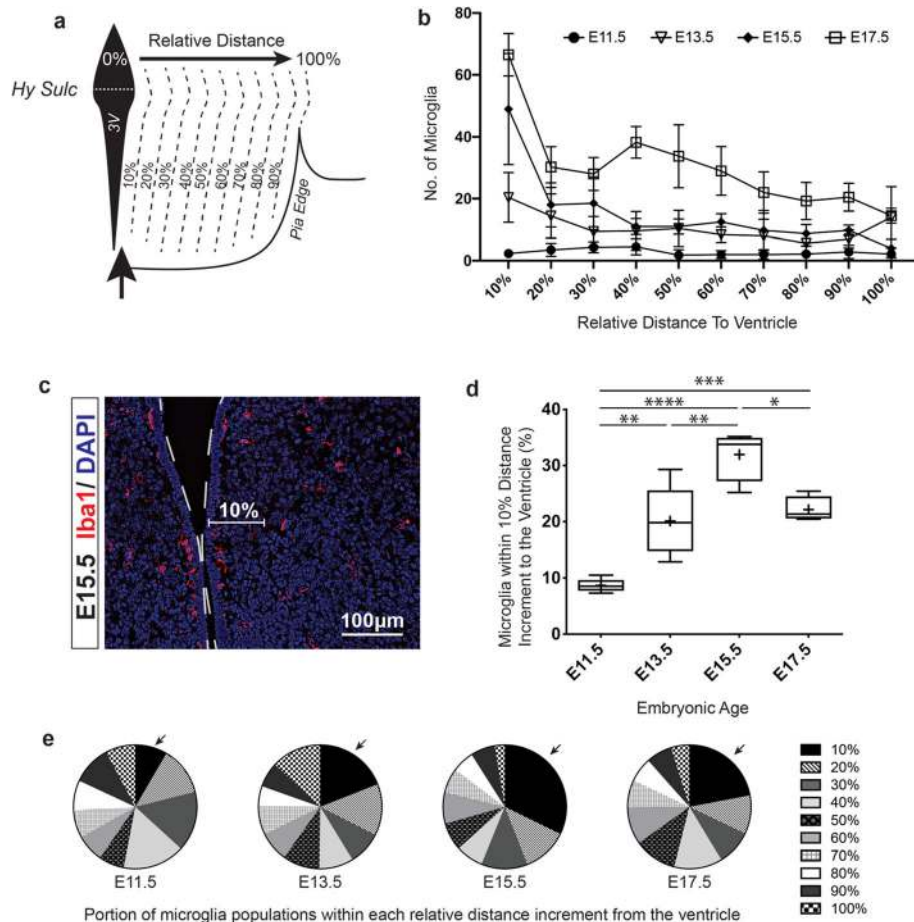 a
0%
Relative Distance
100%
Hy Sulc
3V
10%
20%
30%
40%
50%
60%
70%
80%
90%
Pia Edge
b
E11.5
E13.5
E15.5
E17.5
No. of Microglia
80
60
40
20
0
10%
20%
30%
40%
50%
60%
70%
80%
90%
100%
Relative Distance To Ventricle
c
E15.5 Iba1/ DAPI
10%
100µm
d
***
**** *
** **
Microglia within 10% Distance
Increment to the Ventricle (%)
40
30
20
10
0
E11.5
E13.5
E15.5
E17.5
Embryonic Age
e
E11.5
E13.5
E15.5
E17.5
10%
20%
30%
40%
50%
60%
70%
80%
90%
100%
Portion of microglia populations within each relative distance increment from the ventricle